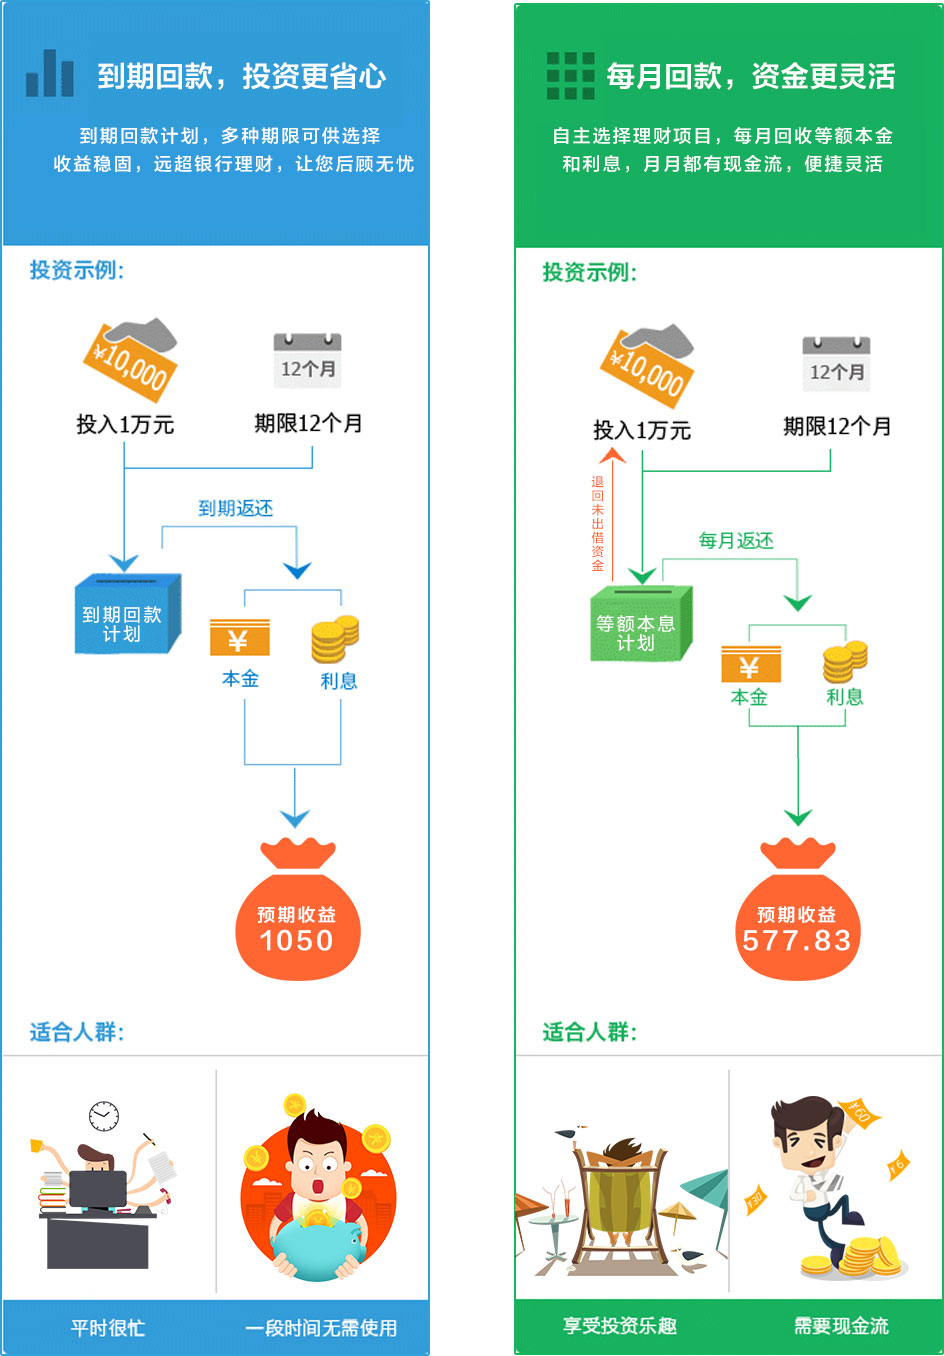 到期回款，投资更省心
到期回款计划，多种期限可供选择
收益稳固，远超银行理财，让您后顾无忧
投资示例：
¥10,000
12个月
投入1万元
期限12个月
到期返还
到期回款
计划
¥
本金
利息
预期收益
1050
适合人群：
平时很忙
一段时间无需使用
每月回款，资金更灵活
自主选择理财项目，每月回收等额本金
和利息，月月都有现金流，便捷灵活
投资示例：
¥10,000
12个月
投入1万元
期限12个月
退回未出借资金
每月返还
等额本息
计划
¥
本金
利息
预期收益
577.83
适合人群：
¥60
¥6
¥30
享受投资乐趣
需要现金流